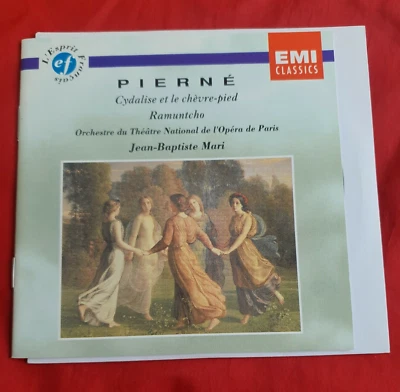 L'Esprit Français
ef
EMI
CLASSICS
PIERNÉ
Cydalise et le chèvre-pied
Ramuntcho
Orchestre du Théâtre National de l'Opéra de Paris
Jean-Baptiste Mari